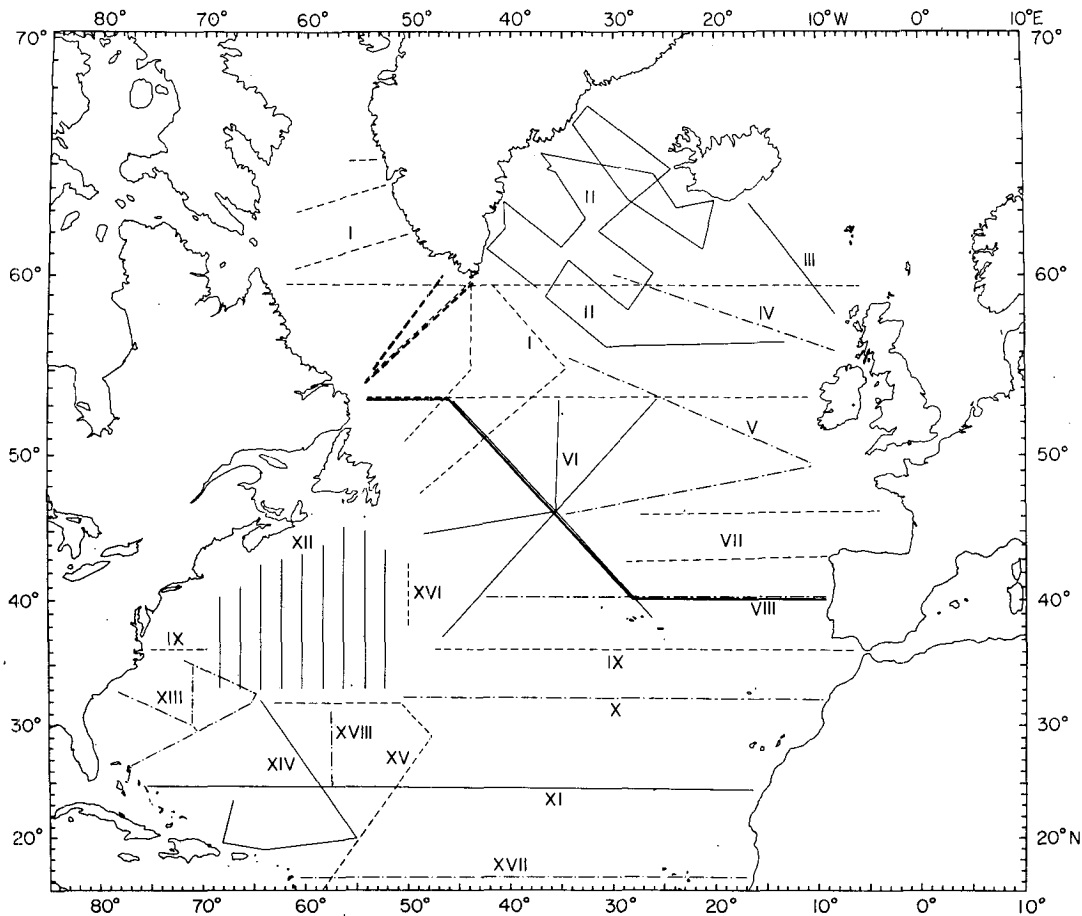 80° 70° 60° 50° 40° 30° 20° 10°W 0° 10°E
70° 70°
I II III
60° 60°
II IV
I
V
50° VI 50°
XII VII
XVI
40° VIII 40°
IX IX
XIII X
30° XVIII 30°
XIV XV
XI
20° 20°N
XVII
80° 70° 60° 50° 40° 30° 20° 10° 0° 10°